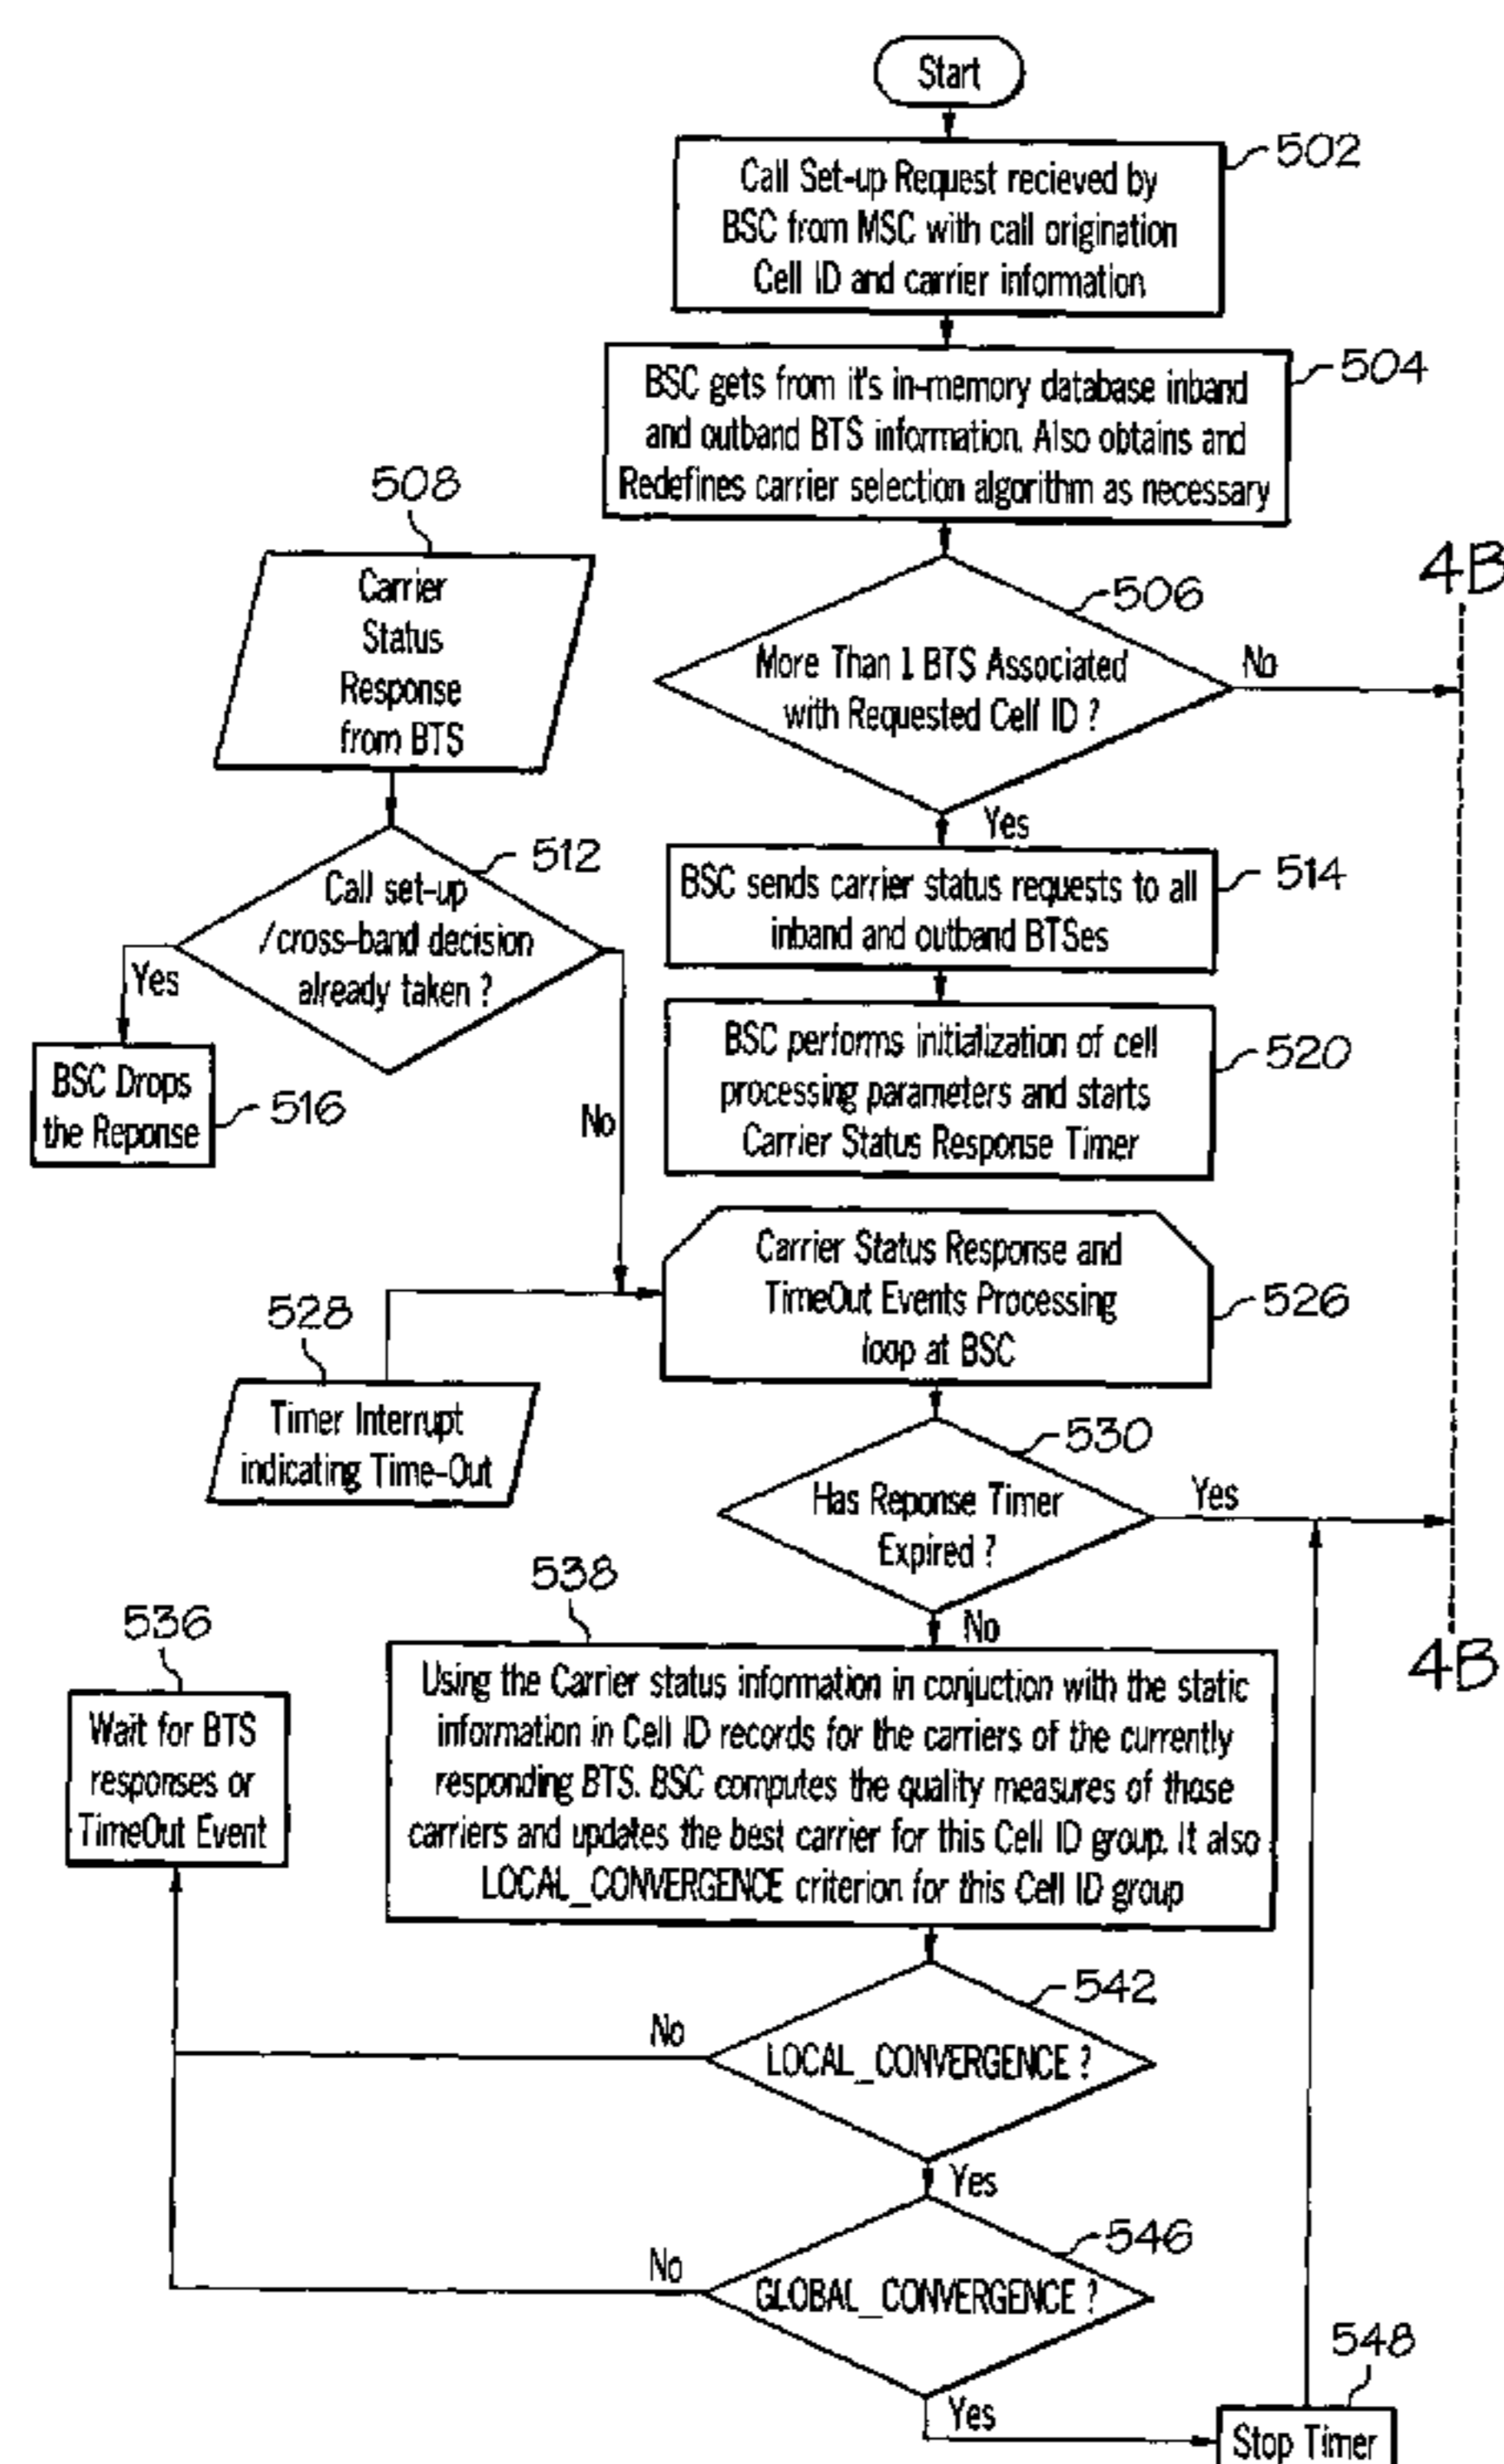 Start
502
Call Set-up Request recieved by
BSC from MSC with call origination
Cell ID and carrier information
504
BSC gets from it's in-memory database inband
and outband BTS information. Also obtains and
Redefines carrier selection algorithm as necessary
508
Carrier
Status
Response
from BTS
4B
506
More Than 1 BTS Associated
with Requested Cell ID ?
No
Yes
512
Call set-up
/cross-band decision
already taken ?
Yes
No
514
BSC sends carrier status requests to all
inband and outband BTSes
516
BSC Drops
the Reponse
520
BSC performs initialization of cell
processing parameters and starts
Carrier Status Response Timer
526
Carrier Status Response and
TimeOut Events Processing
loop at BSC
528
Timer Interrupt
indicating Time-Out
530
Has Reponse Timer
Expired ?
Yes
No
4B
536
Wait for BTS
responses or
TimeOut Event
538
Using the Carrier status information in conjuction with the static
information in Cell ID records for the carriers of the currently
responding BTS. BSC computes the quality measures of those
carriers and updates the best carrier for this Cell ID group. It also
LOCAL_CONVERGENCE criterion for this Cell ID group
542
LOCAL_CONVERGENCE ?
No
Yes
546
GLOBAL_CONVERGENCE ?
No
Yes
548
Stop Timer